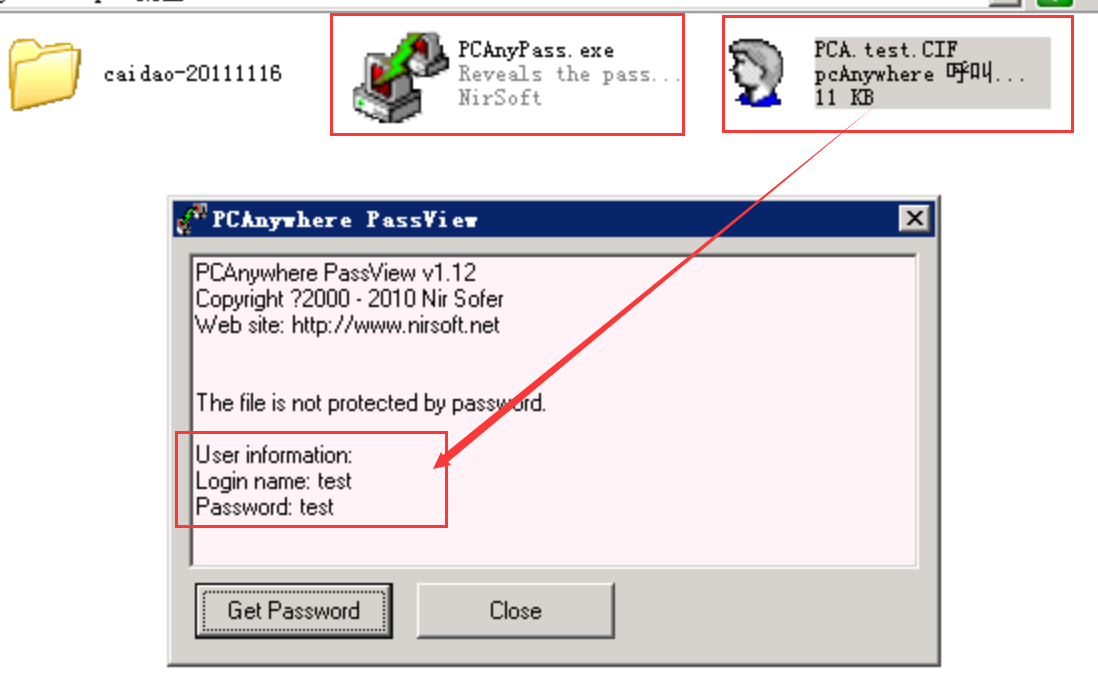 caidao-20111116
PCAnyPass.exe
Reveals the pass...
NirSoft
PCA.test.CIF
pcAnywhere 呼叫...
11 KB
PCAnywhere PassView
PCAnywhere PassView v1.12
Copyright ?2000 - 2010 Nir Sofer
Web site: http://www.nirsoft.net
The file is not protected by password.
User information:
Login name: test
Password: test
Get Password
Close